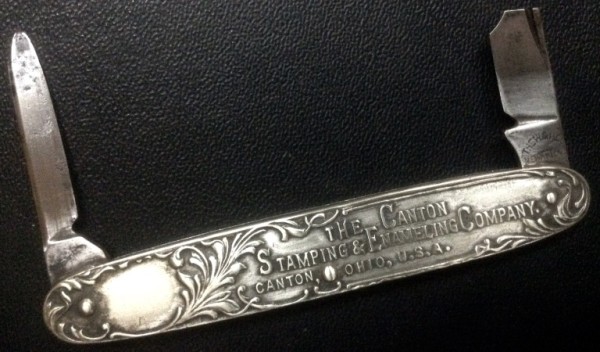 THE CANTON
STAMPING & ENAMELING COMPANY.
CANTON, OHIO, U.S.A.